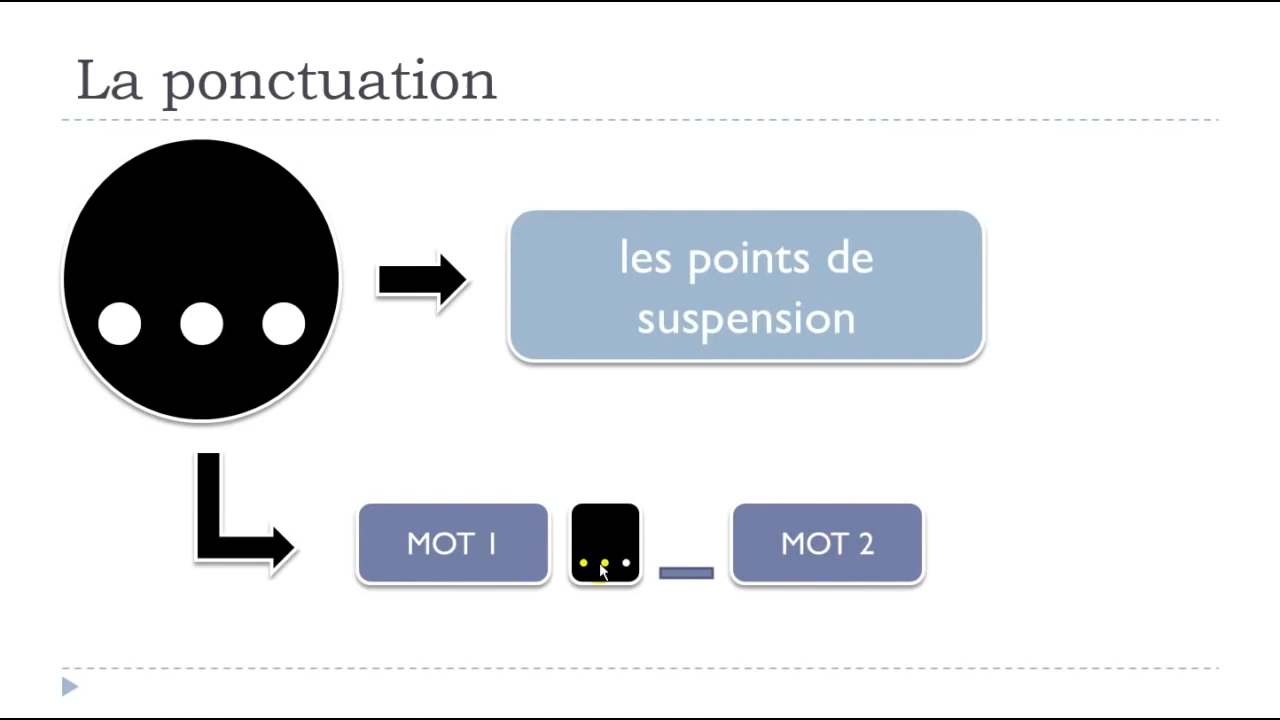 La ponctuation
les points de
suspension
MOT 1
...
_
MOT 2